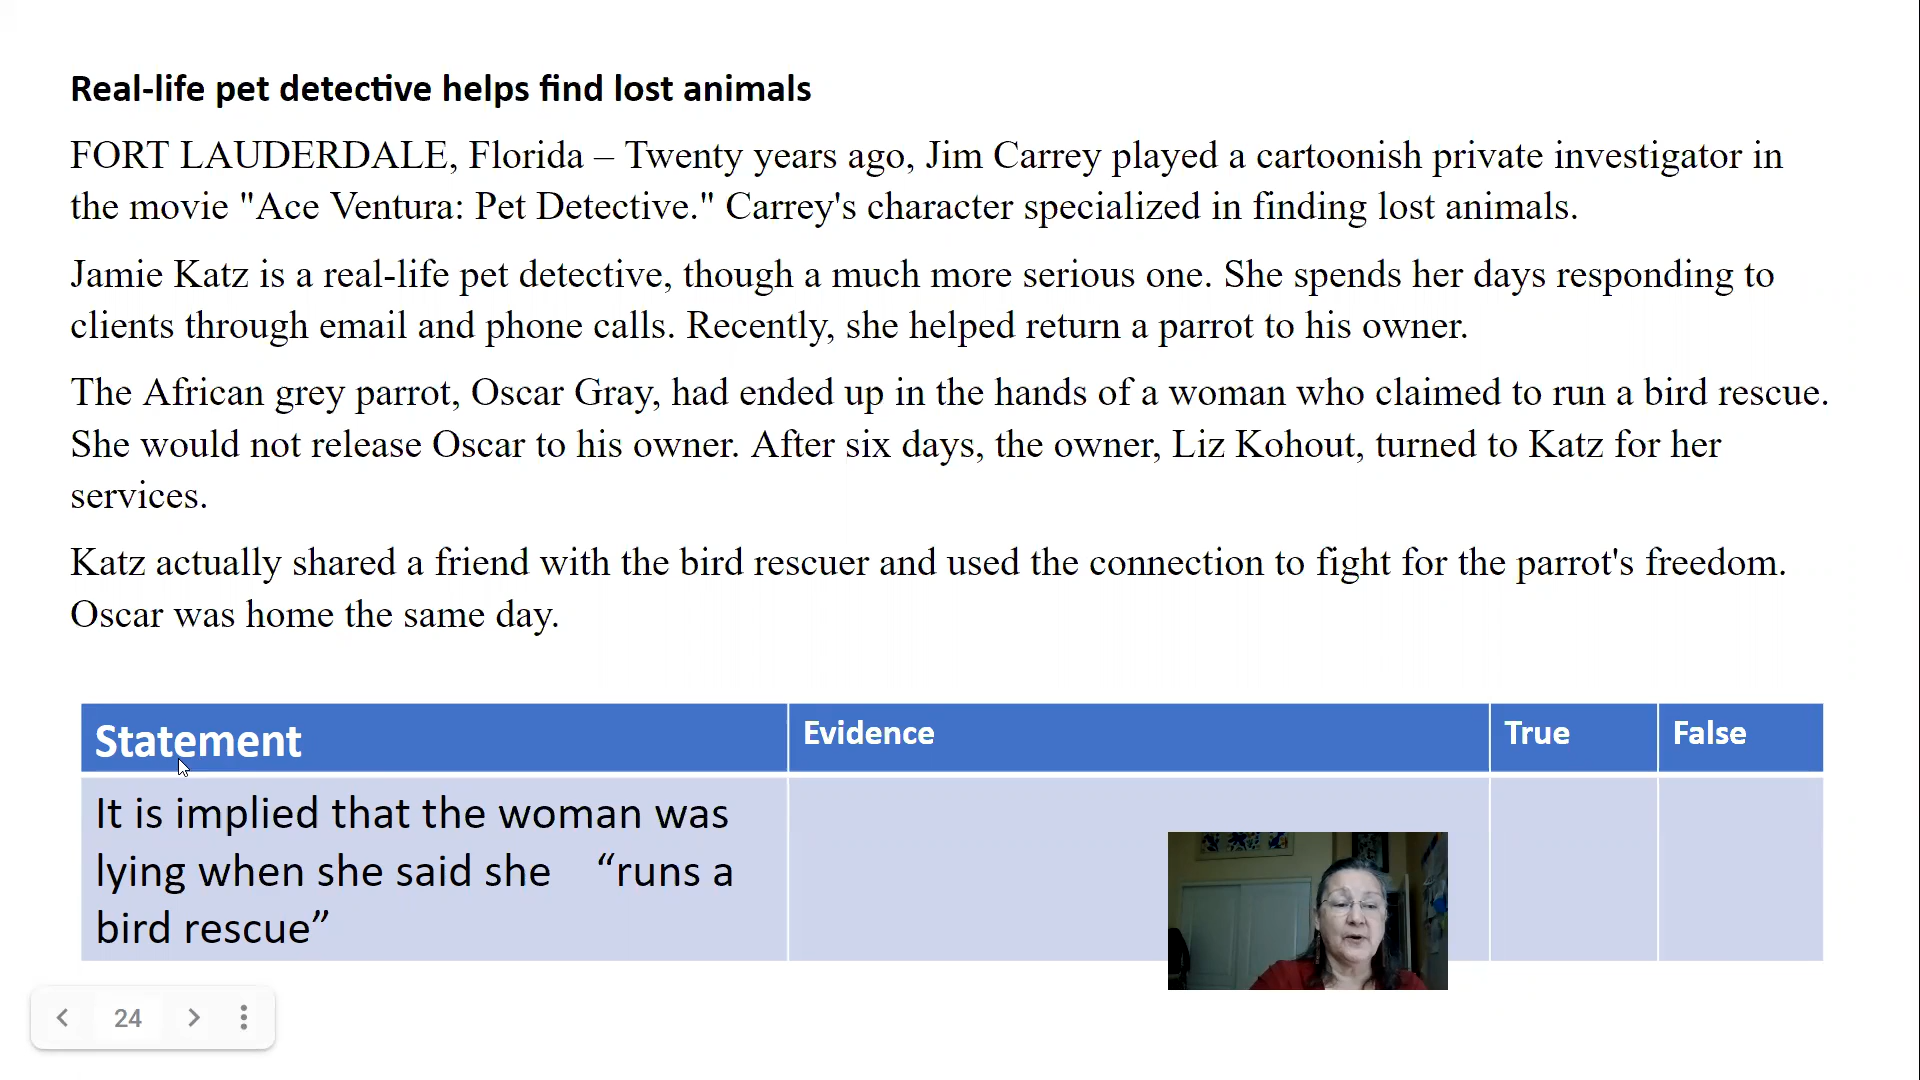 Real-life pet detective helps find lost animals
FORT LAUDERDALE, Florida – Twenty years ago, Jim Carrey played a cartoonish private investigator in
the movie "Ace Ventura: Pet Detective." Carrey's character specialized in finding lost animals.
Jamie Katz is a real-life pet detective, though a much more serious one. She spends her days responding to
clients through email and phone calls. Recently, she helped return a parrot to his owner.
The African grey parrot, Oscar Gray, had ended up in the hands of a woman who claimed to run a bird rescue.
She would not release Oscar to his owner. After six days, the owner, Liz Kohout, turned to Katz for her
services.
Katz actually shared a friend with the bird rescuer and used the connection to fight for the parrot's freedom.
Oscar was home the same day.
Statement Evidence True False
It is implied that the woman was
lying when she said she “runs a
bird rescue”
24